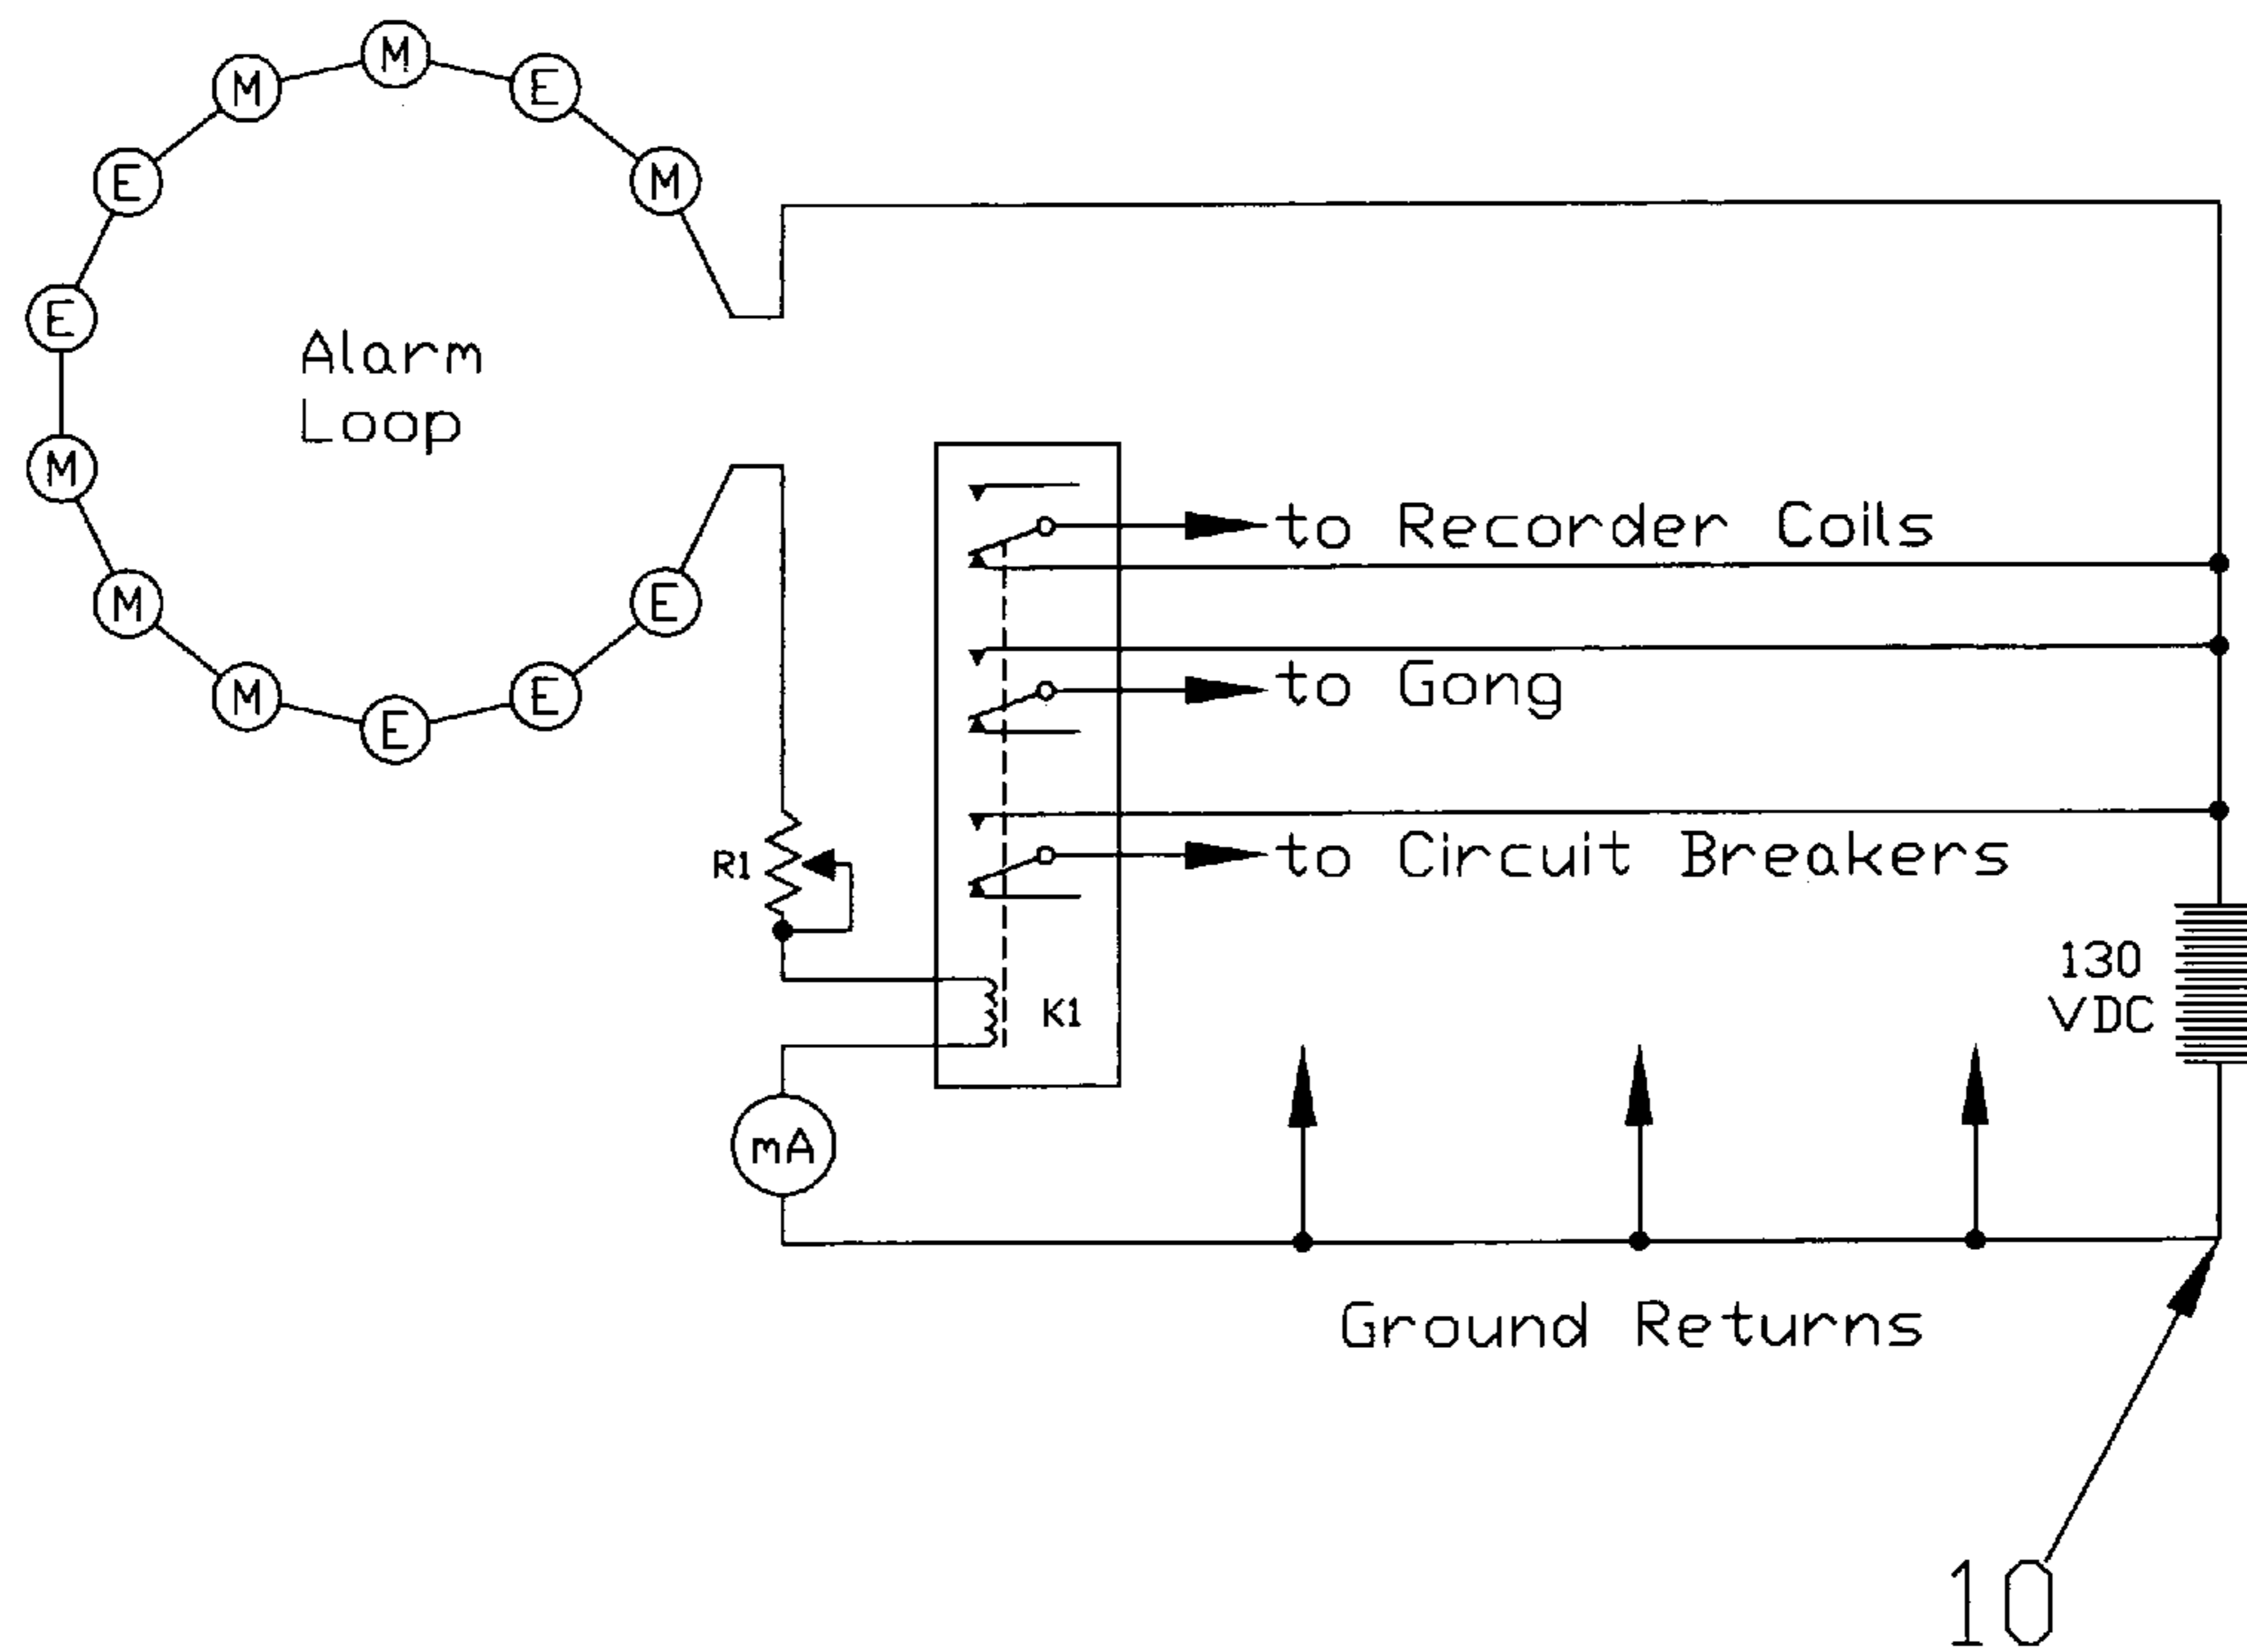 M
M
E
M
E
E
M
M
M
E
E
E
Alarm
Loop
to Recorder Coils
to Gong
to Circuit Breakers
R1
K1
130
VDC
mA
Ground Returns
10